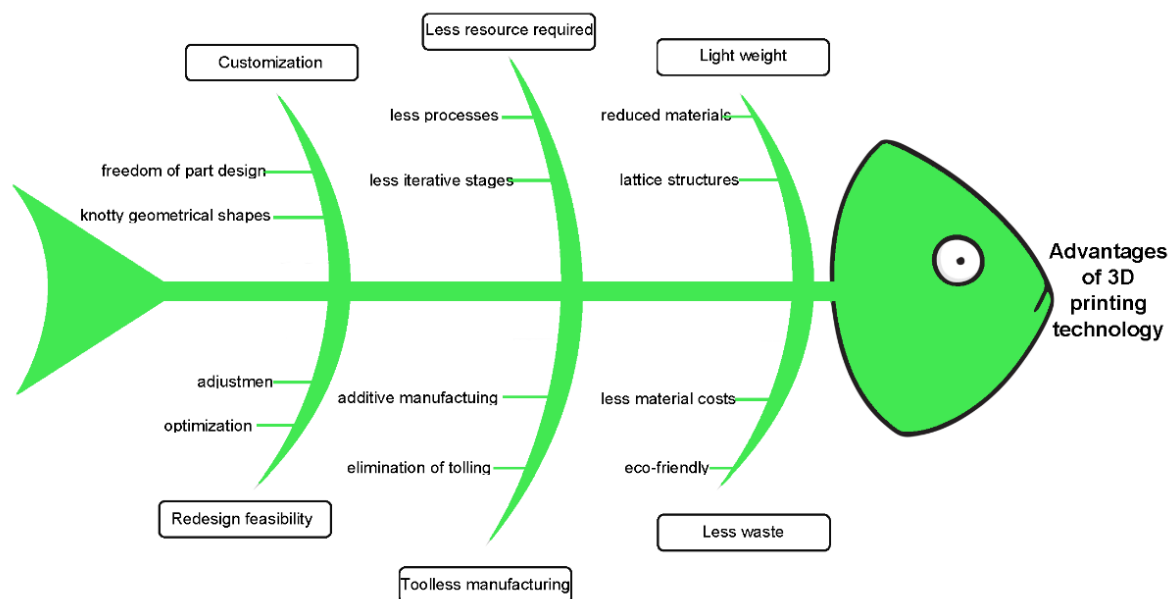 Less resource required
Customization
Light weight
less processes
reduced materials
freedom of part design
less iterative stages
lattice structures
knotty geometrical shapes
Advantages
of 3D
printing
technology
adjustmen
additive manufactuing
less material costs
optimization
elimination of tolling
eco-friendly
Redesign feasibility
Less waste
Toolless manufacturing